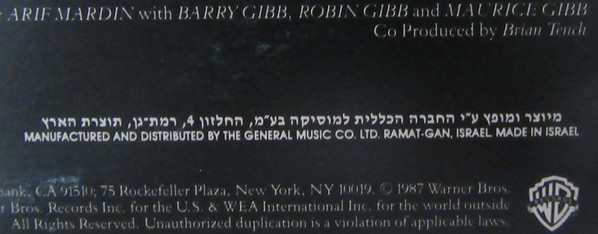 ARIF MARDIN with BARRY GIBB, ROBIN GIBB and MAURICE GIBB
Co Produced by Brian Tench
מיוצר ומופץ ע״י החברה הכללית למוסיקה בע״מ, החלזון 4, רמת-גן, תוצרת הארץ
MANUFACTURED AND DISTRIBUTED BY THE GENERAL MUSIC CO. LTD. RAMAT-GAN, ISRAEL. MADE IN ISRAEL
bank, CA 91510; 75 Rockefeller Plaza, New York, NY 10019. © 1987 Warner Bros.
r Bros. Records Inc. for the U.S. & WEA International Inc. for the world outside
All Rights Reserved. Unauthorized duplication is a violation of applicable laws.